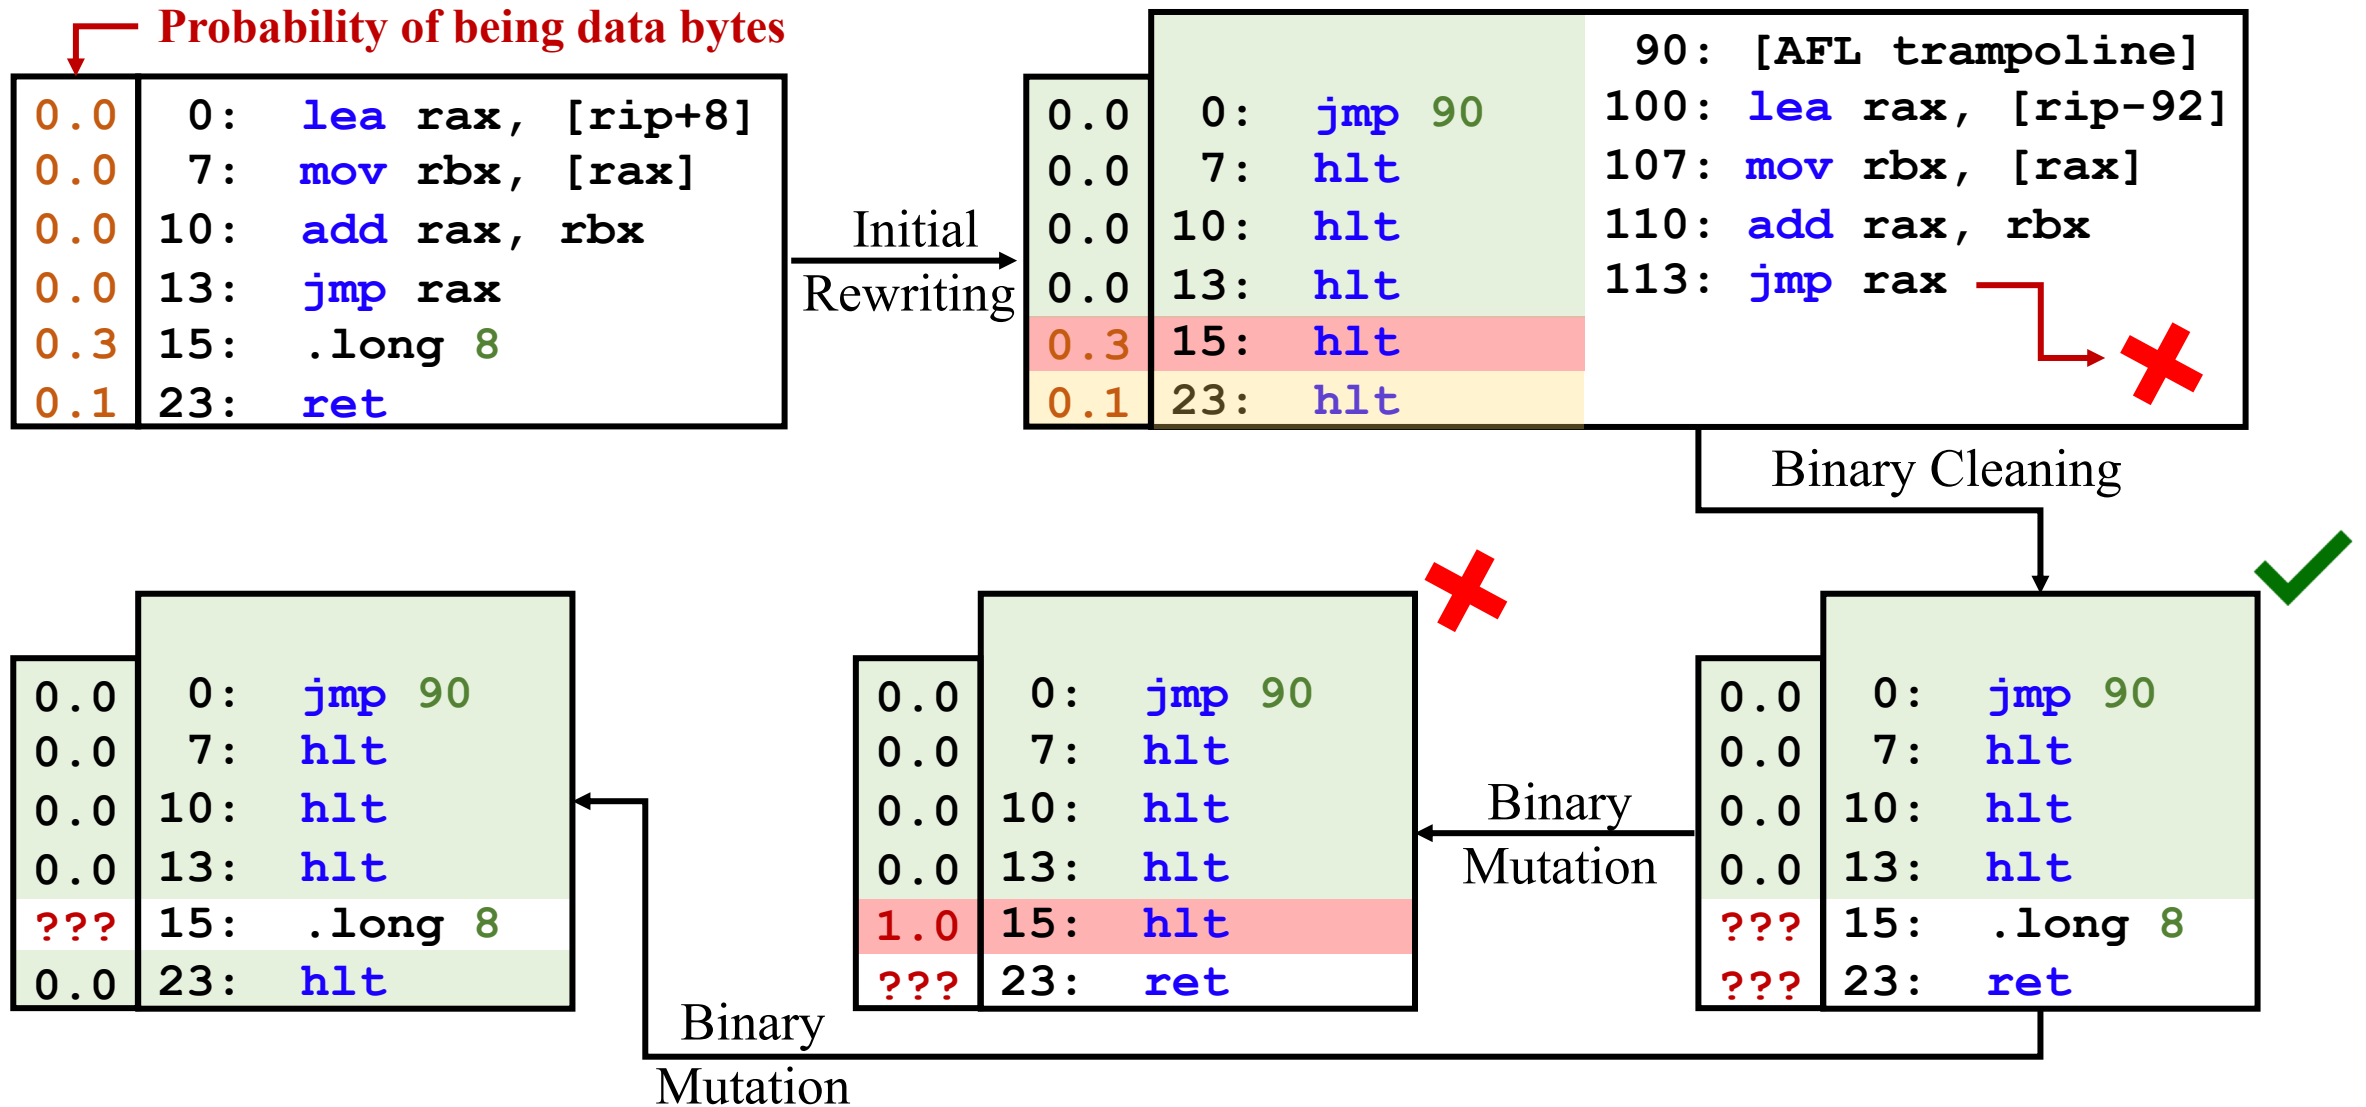 Probability of being data bytes
0.0 0: lea rax, [rip+8]
0.0 7: mov rbx, [rax]
0.0 10: add rax, rbx
0.0 13: jmp rax
0.3 15: .long 8
0.1 23: ret
Initial
Rewriting
0.0 0: jmp 90
0.0 7: hlt
0.0 10: hlt
0.0 13: hlt
0.3 15: hlt
0.1 23: hlt
90: [AFL trampoline]
100: lea rax, [rip-92]
107: mov rbx, [rax]
110: add rax, rbx
113: jmp rax
Binary Cleaning
0.0 0: jmp 90
0.0 7: hlt
0.0 10: hlt
0.0 13: hlt
??? 15: .long 8
??? 23: ret
Binary
Mutation
0.0 0: jmp 90
0.0 7: hlt
0.0 10: hlt
0.0 13: hlt
1.0 15: hlt
??? 23: ret
Binary
Mutation
0.0 0: jmp 90
0.0 7: hlt
0.0 10: hlt
0.0 13: hlt
??? 15: .long 8
0.0 23: hlt